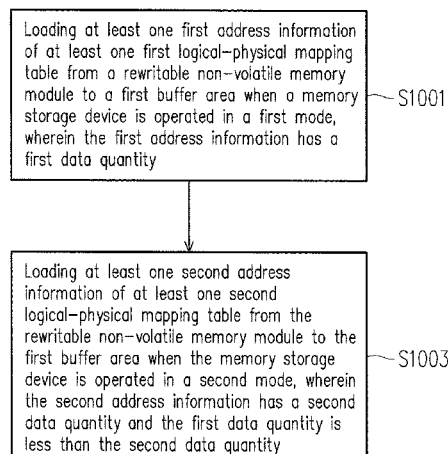 Loading at least one first address information
of at least one first logical-physical mapping
table from a rewritable non-volatile memory
module to a first buffer area when a memory
storage device is operated in a first mode,
wherein the first address information has a
first data quantity
S1001
Loading at least one second address
information of at least one second
logical-physical mapping table from the
rewritable non-volatile memory module to the
first buffer area when the memory storage
device is operated in a second mode, wherein
the second address information has a second
data quantity and the first data quantity is
less than the second data quantity
S1003